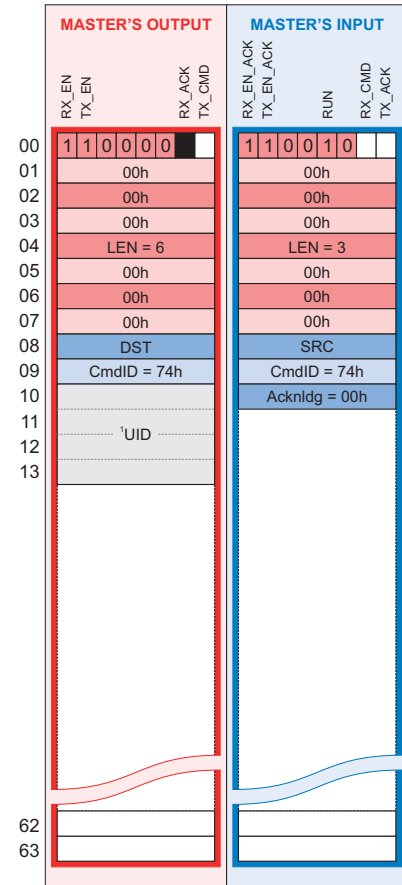 MASTER'S OUTPUT MASTER'S INPUT
RX_EN TX_EN RX_ACK TX_CMD RX_EN_ACK TX_EN_ACK RUN RX_CMD TX_ACK
00 1 1 0 0 0 0 1 1 0 0 1 0
01 00h 00h
02 00h 00h
03 00h 00h
04 LEN = 6 LEN = 3
05 00h 00h
06 00h 00h
07 00h 00h
08 DST SRC
09 CmdID = 74h CmdID = 74h
10 Acknldg = 00h
11
¹UID
12
13
62
63